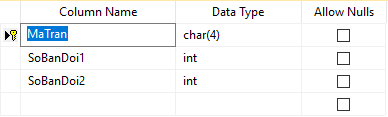 Column Name Data Type Allow Nulls
MaTran char(4)
SoBanDoi1 int
SoBanDoi2 int